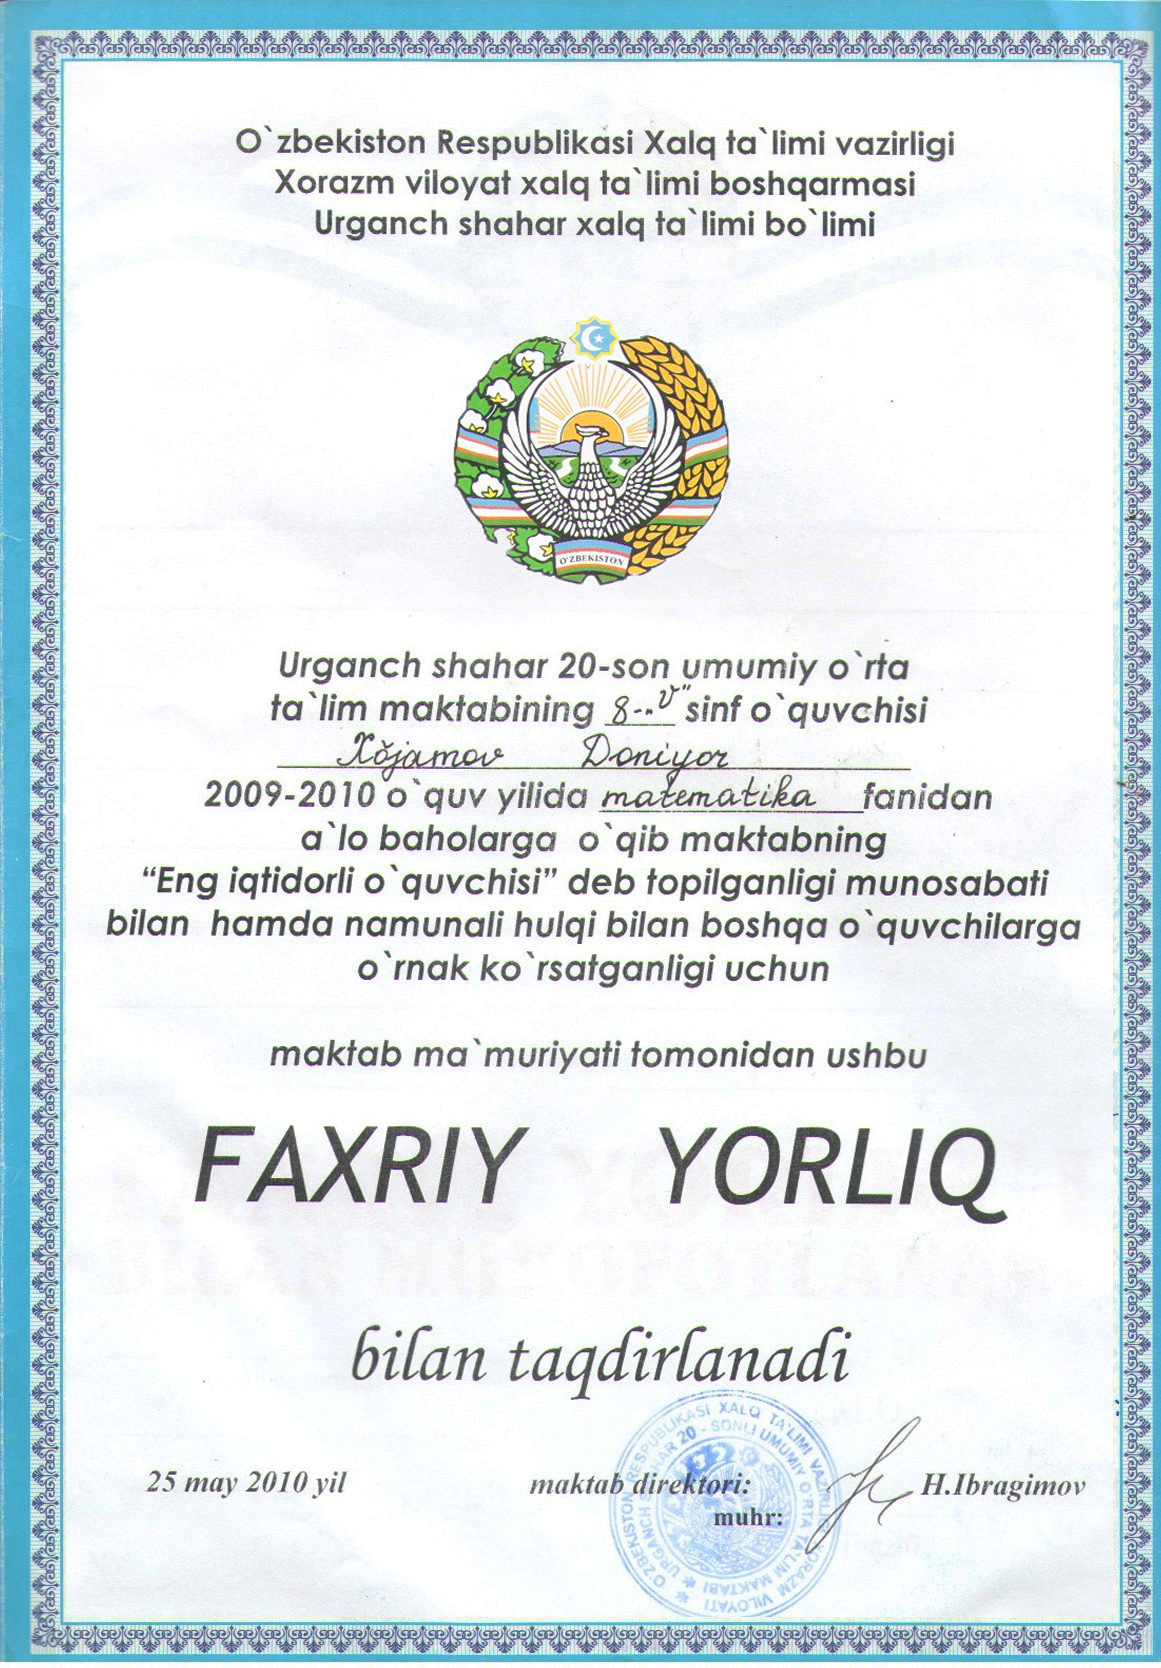 O`zbekiston Respublikasi Xalq ta`limi vazirligi
Xorazm viloyat xalq ta`limi boshqarmasi
Urganch shahar xalq ta`limi bo`limi
O'ZBEKISTON
Urganch shahar 20-son umumiy o`rta
ta`lim maktabining 8-„V" sinf o`quvchisi
Xŏjamov Doniyor
2009-2010 o`quv yilida matematika fanidan
a`lo baholarga o`qib maktabning
“Eng iqtidorli o`quvchisi” deb topilganligi munosabati
bilan hamda namunali hulqi bilan boshqa o`quvchilarga
o`rnak ko`rsatganligi uchun
maktab ma`muriyati tomonidan ushbu
FAXRIY YORLIQ
bilan taqdirlanadi
25 may 2010 yil maktab direktori: H.Ibragimov
muhr:
O'ZBEKISTON RESPUBLIKASI XALQ TA'LIMI VAZIRLIGI XORAZM VILOYATI
URGANCH SHAHAR 20 - SONLI UMUMIY O'RTA TA'LIM MAKTABI